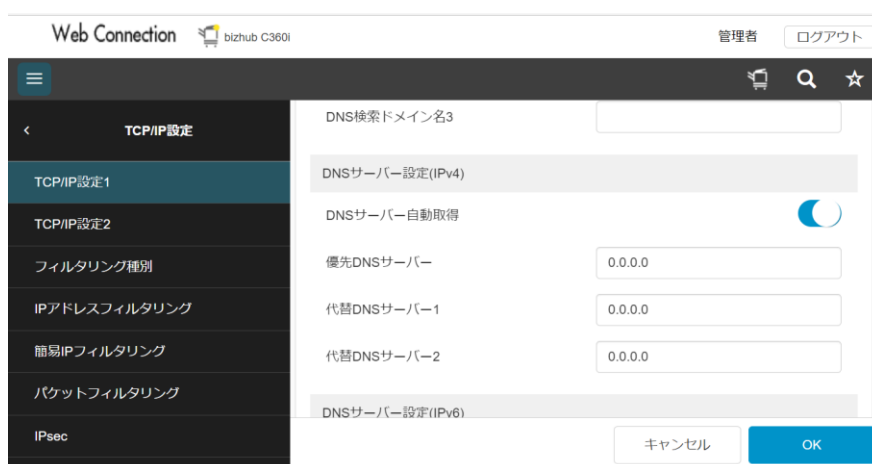 Web Connection
bizhub C360i
管理者
ログアウト
TCP/IP設定
TCP/IP設定1
TCP/IP設定2
フィルタリング種別
IPアドレスフィルタリング
簡易IPフィルタリング
パケットフィルタリング
IPsec
DNS検索ドメイン名3
DNSサーバー設定(IPv4)
DNSサーバー自動取得
優先DNSサーバー 0.0.0.0
代替DNSサーバー1 0.0.0.0
代替DNSサーバー2 0.0.0.0
DNSサーバー設定(IPv6)
キャンセル
OK